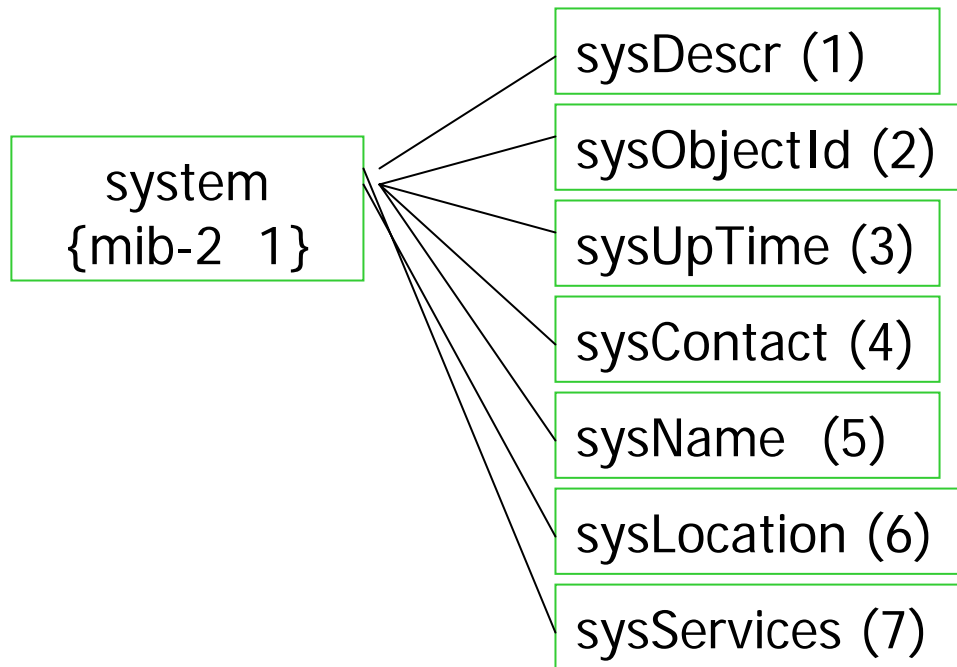 system
{mib-2 1}
sysDescr (1)
sysObjectId (2)
sysUpTime (3)
sysContact (4)
sysName (5)
sysLocation (6)
sysServices (7)